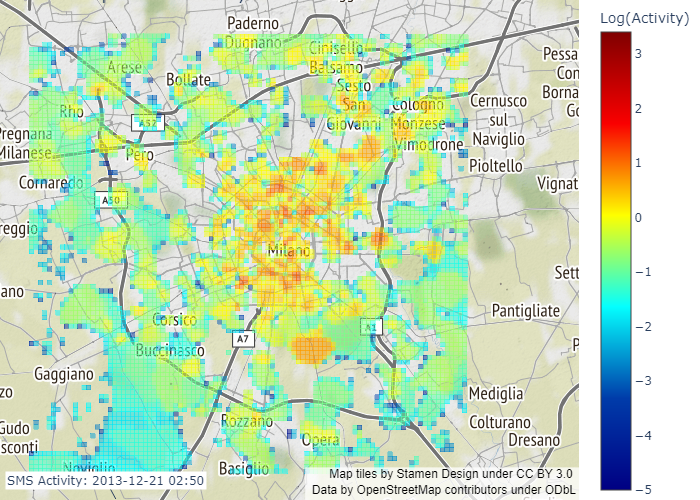 Log(Activity)
Paderno
Dugnano
Cinisello
Balsamo
Arese
Bollate
Sesto
San
Giovanni
Cologno
Monzese
Cernusco
sul
Naviglio
Pessa
Con
Borna
Go
Rho
A52
Pregnana
Milanese
Pero
Vimodrone
Pioltello
Cornaredo
A50
Vignat
reggio
Milano
Sett
ano
Corsico
A7
A1
Pantigliate
Buccinasco
P
Gaggiano
zo
Mediglia
Gudo
sconti
Rozzano
Opera
Colturano
Dresano
Noviglio
Basiglio
SMS Activity: 2013-12-21 02:50
Map tiles by Stamen Design under CC BY 3.0
Data by OpenStreetMap contributors under ODbL
3
2
1
0
−1
−2
−3
−4
−5